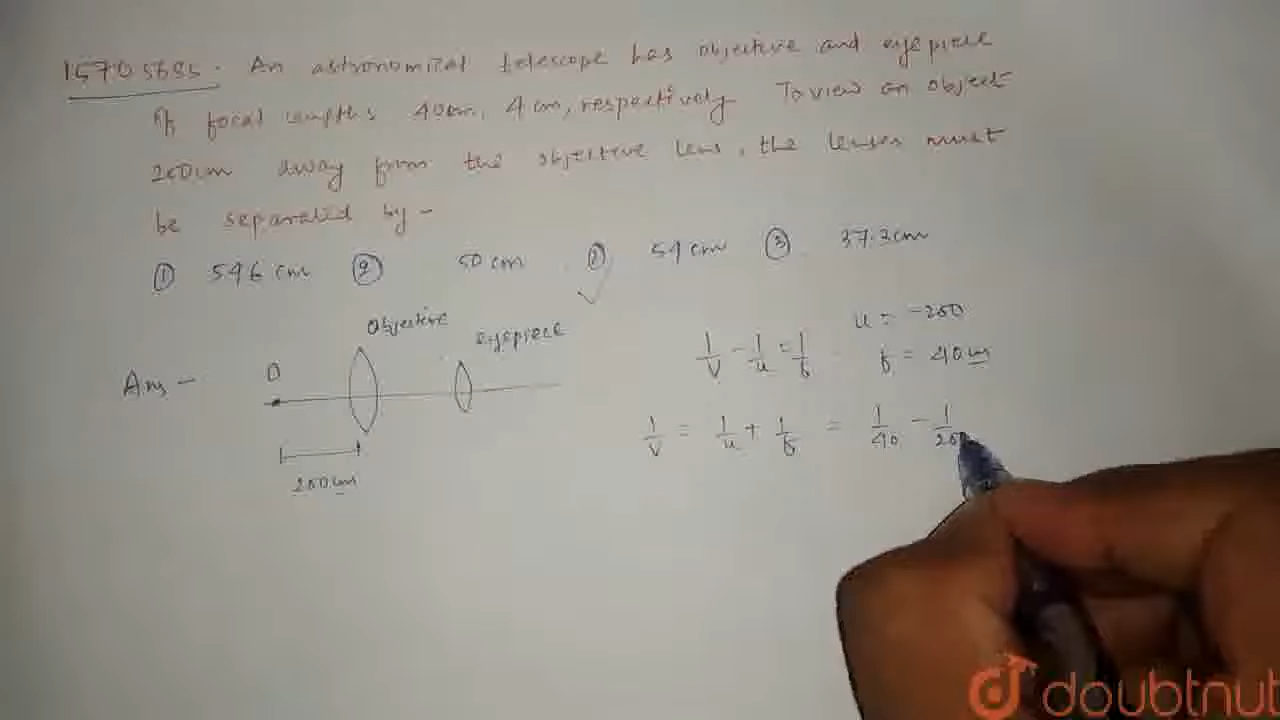 15705685. An astronomical telescope has objective and eyepiece
of focal lengths 40cm, 4cm, respectively. To view an object
200cm away from the objective lens, the lenses must
be separated by -
① 546 cm ② 50 cm ② 54 cm ③ 37.3cm
Objective
eyepiece
Ans - O
200cm
1/v - 1/u = 1/f u = -200
f = 40cm
1/v = 1/u + 1/f = 1/40 - 1/200
doubtnut